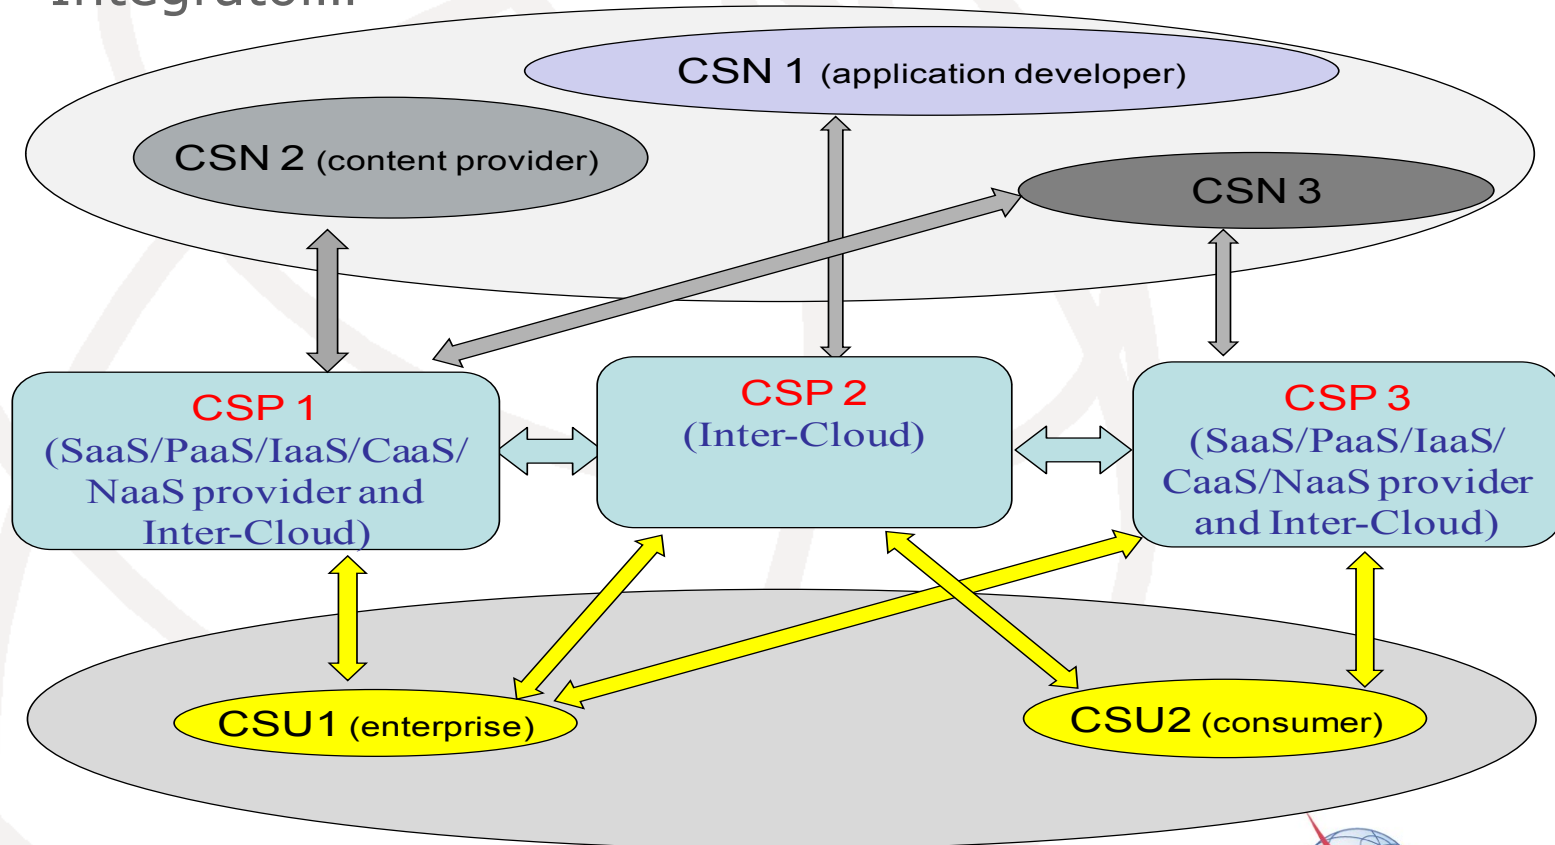 CSN 1 (application developer)
CSN 2 (content provider)
CSN 3
CSP 1
(SaaS/PaaS/IaaS/CaaS/
NaaS provider and
Inter-Cloud)
CSP 2
(Inter-Cloud)
CSP 3
(SaaS/PaaS/IaaS/
CaaS/NaaS provider
and Inter-Cloud)
CSU1 (enterprise)
CSU2 (consumer)